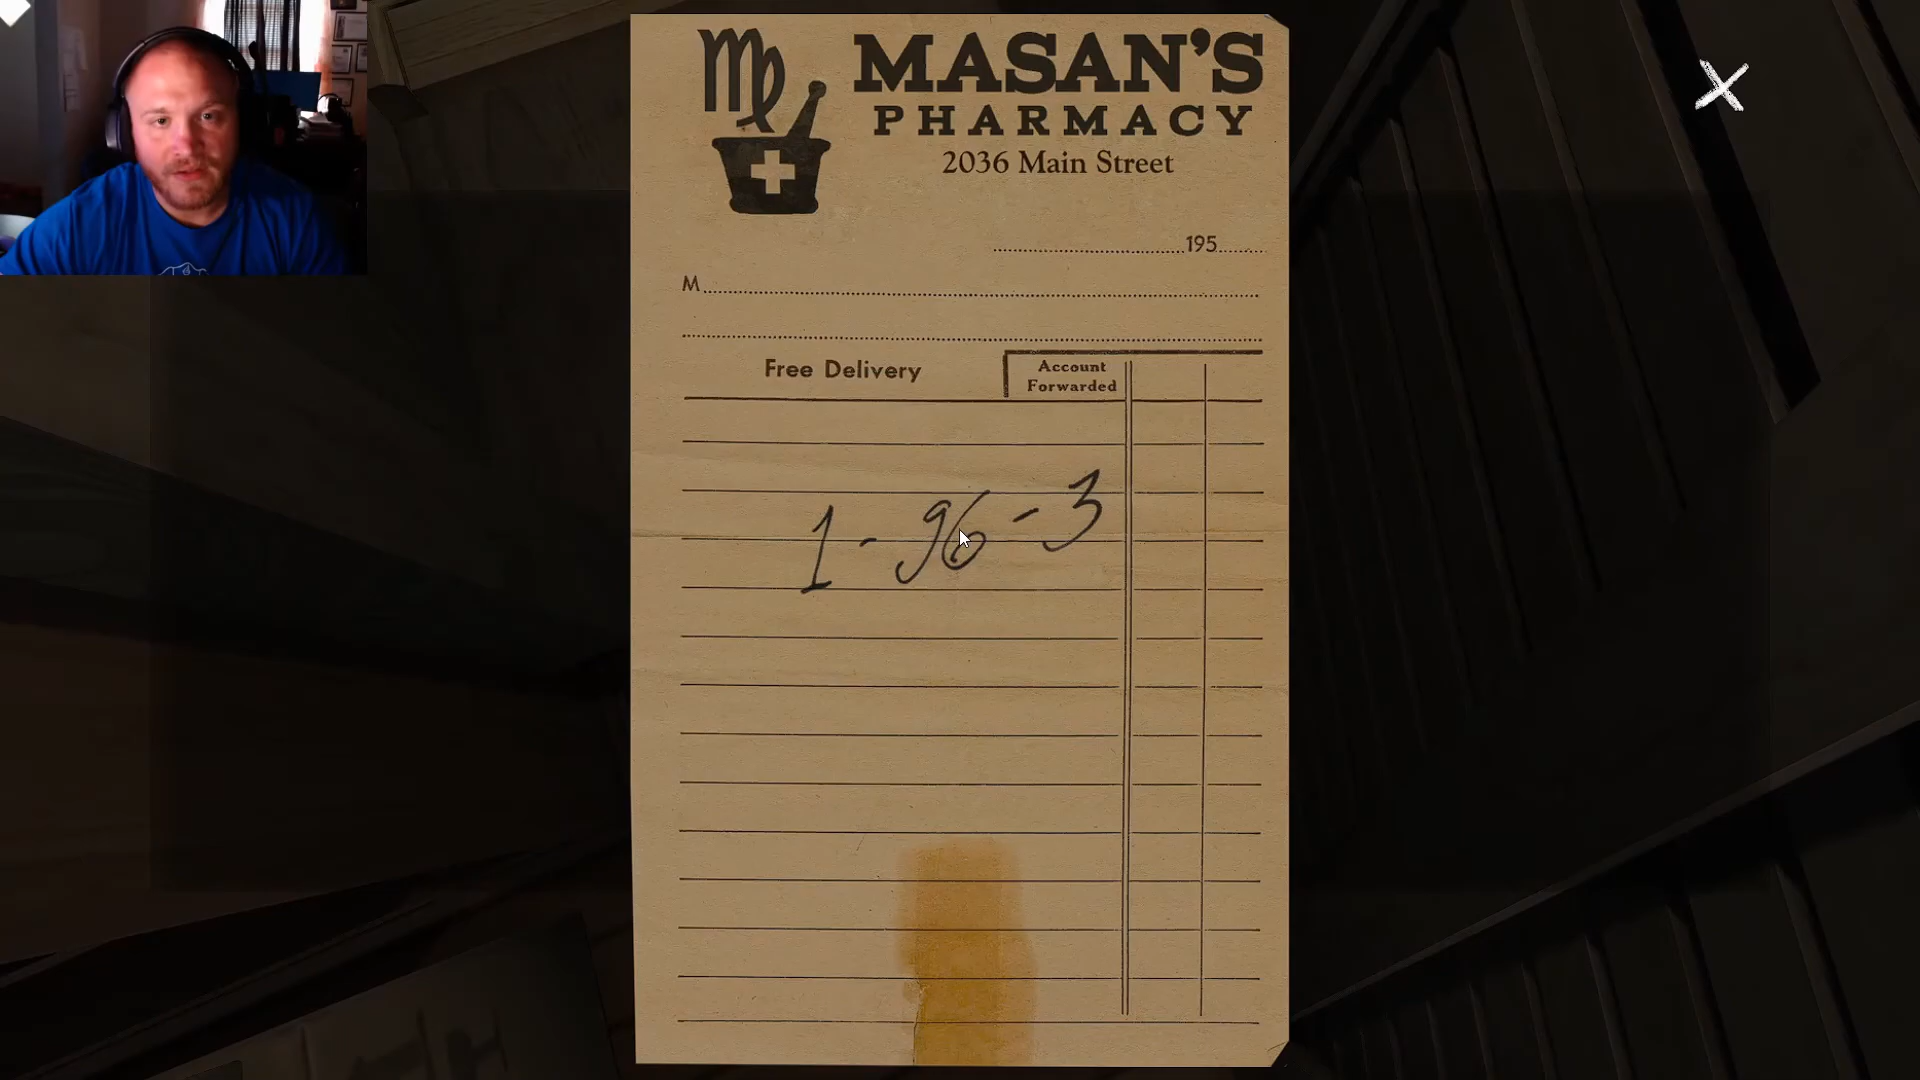 MASAN'S
PHARMACY
2036 Main Street
195
M
Free Delivery
Account
Forwarded
1-96-3